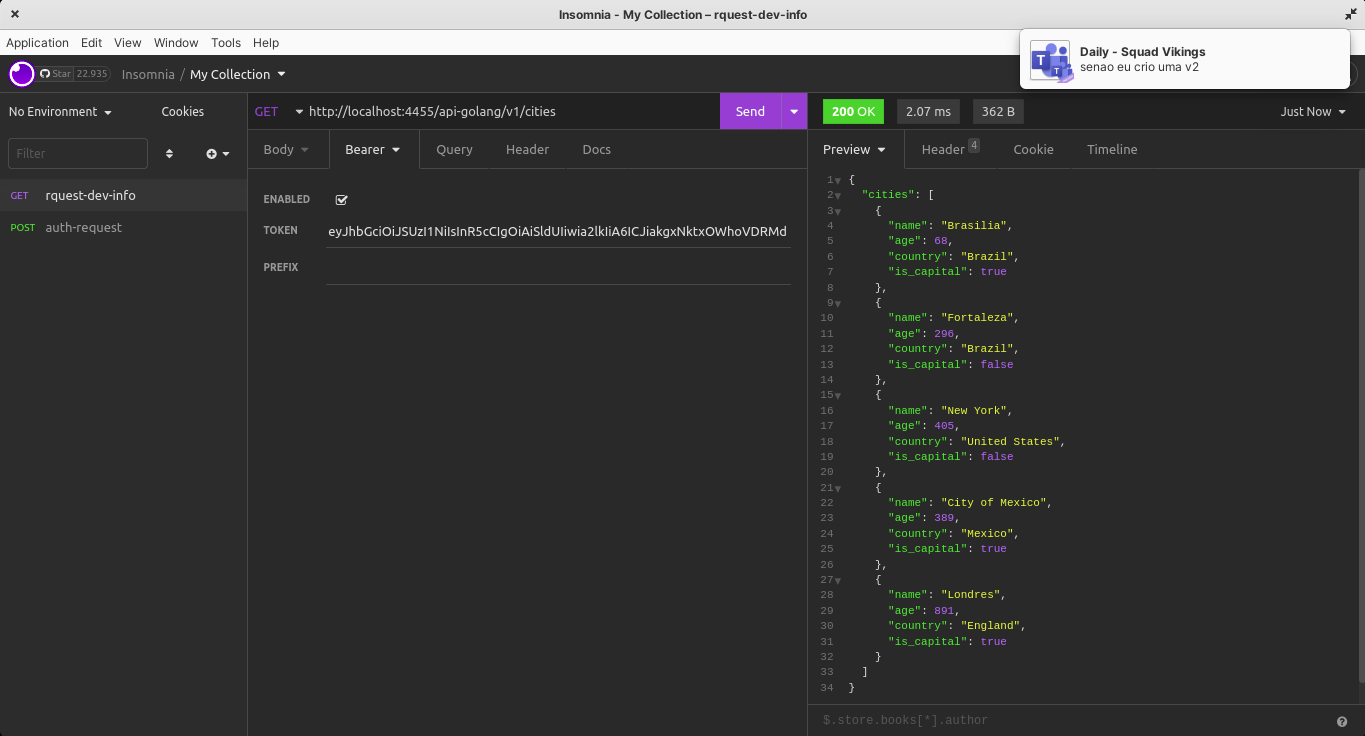 Insomnia - My Collection – rquest-dev-info
Application Edit View Window Tools Help
Daily - Squad Vikings
senao eu crio uma v2
Star 22.935 Insomnia / My Collection
No Environment Cookies
GET http://localhost:4455/api-golang/v1/cities Send
200 OK 2.07 ms 362 B Just Now
Filter
GET rquest-dev-info
POST auth-request
Body Bearer Query Header Docs
ENABLED
TOKEN eyJhbGciOiJSUzI1NiIsInR5cCIgOiAiSldUIiwia2lkIiA6ICJiakgxNktxOWhoVDRMd
PREFIX
Preview Header 4 Cookie Timeline
1 {
2 "cities": [
3 {
4 "name": "Brasilia",
5 "age": 68,
6 "country": "Brazil",
7 "is_capital": true
8 },
9 {
10 "name": "Fortaleza",
11 "age": 296,
12 "country": "Brazil",
13 "is_capital": false
14 },
15 {
16 "name": "New York",
17 "age": 405,
18 "country": "United States",
19 "is_capital": false
20 },
21 {
22 "name": "City of Mexico",
23 "age": 389,
24 "country": "Mexico",
25 "is_capital": true
26 },
27 {
28 "name": "Londres",
29 "age": 891,
30 "country": "England",
31 "is_capital": true
32 }
33 ]
34 }
$.store.books[*].author